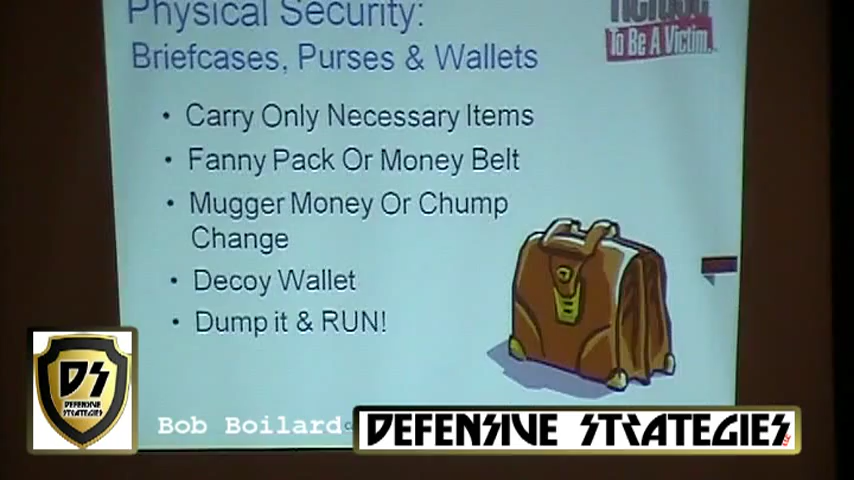 Physical Security:
To Be A Victim
Briefcases, Purses & Wallets
• Carry Only Necessary Items
• Fanny Pack Or Money Belt
• Mugger Money Or Chump
Change
• Decoy Wallet
• Dump it & RUN!
DS
DEFENSIVE
STRATEGIES
Bob Boilard
DEFENSIVE STRATEGIES